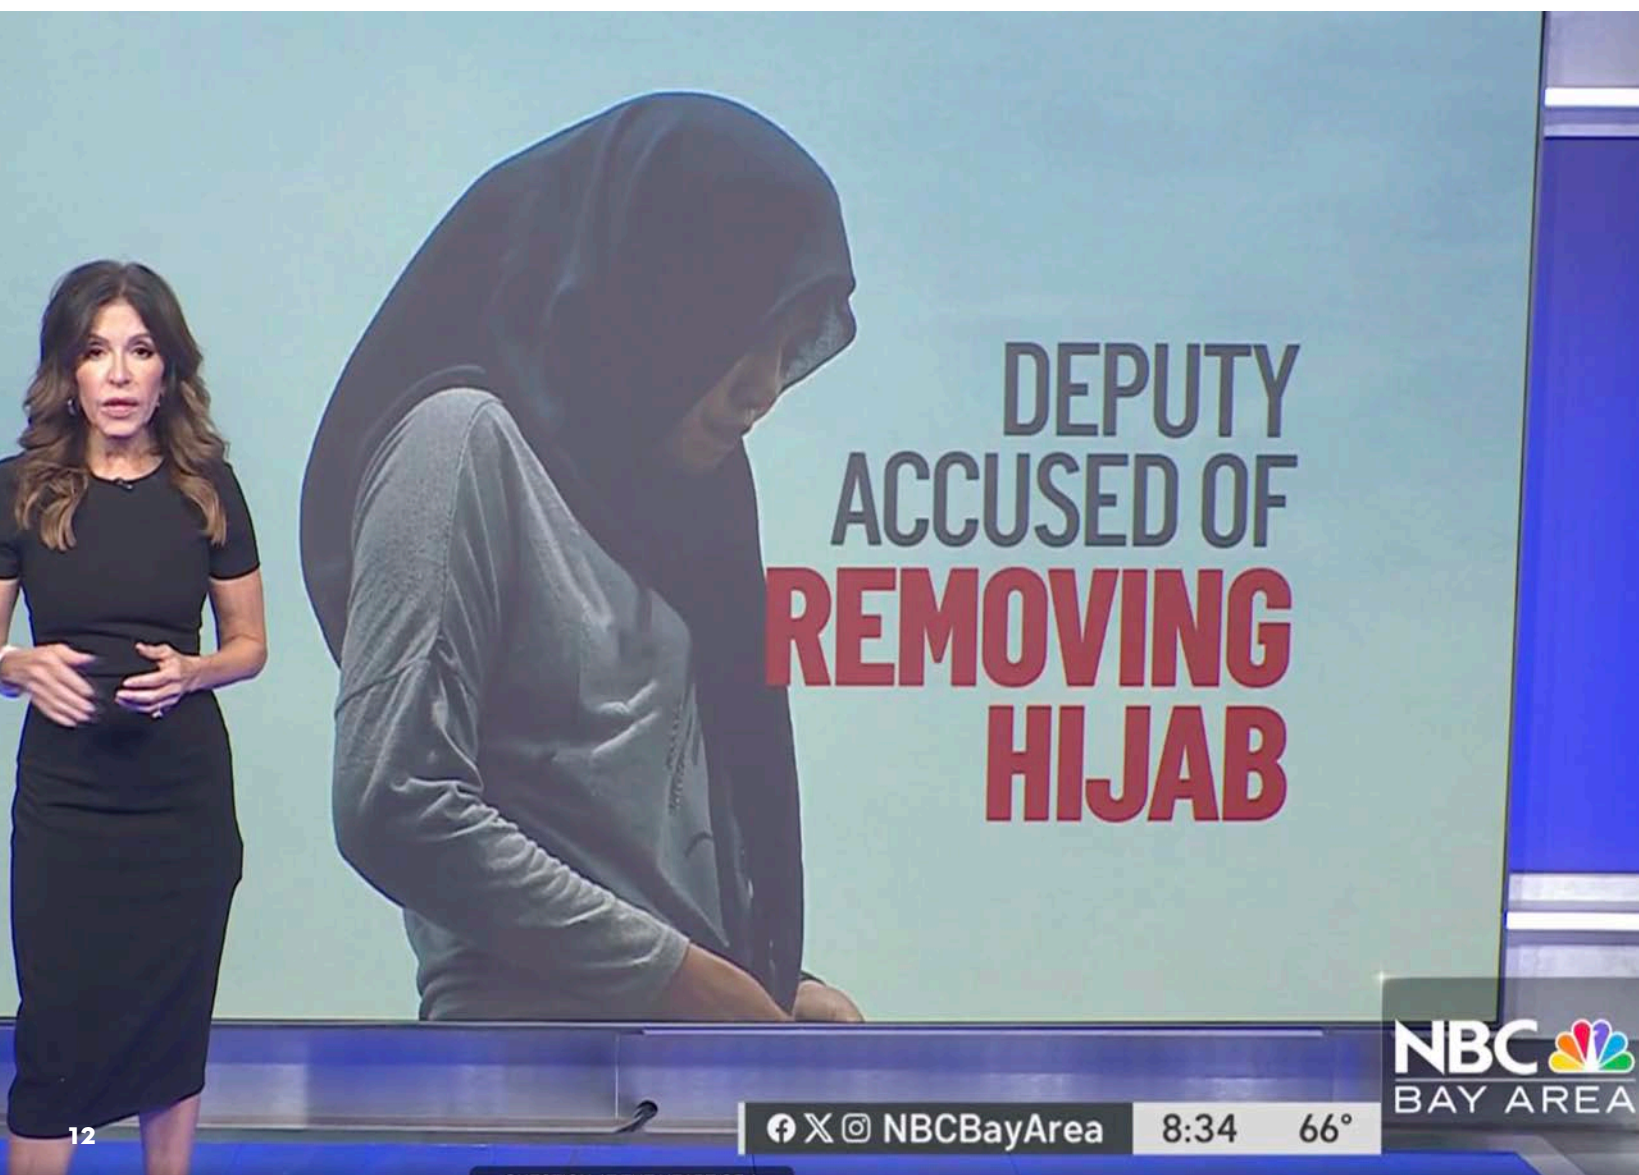 DEPUTY
ACCUSED OF
REMOVING
HIJAB
NBC
BAY AREA
NBCBayArea 8:34 66°
12